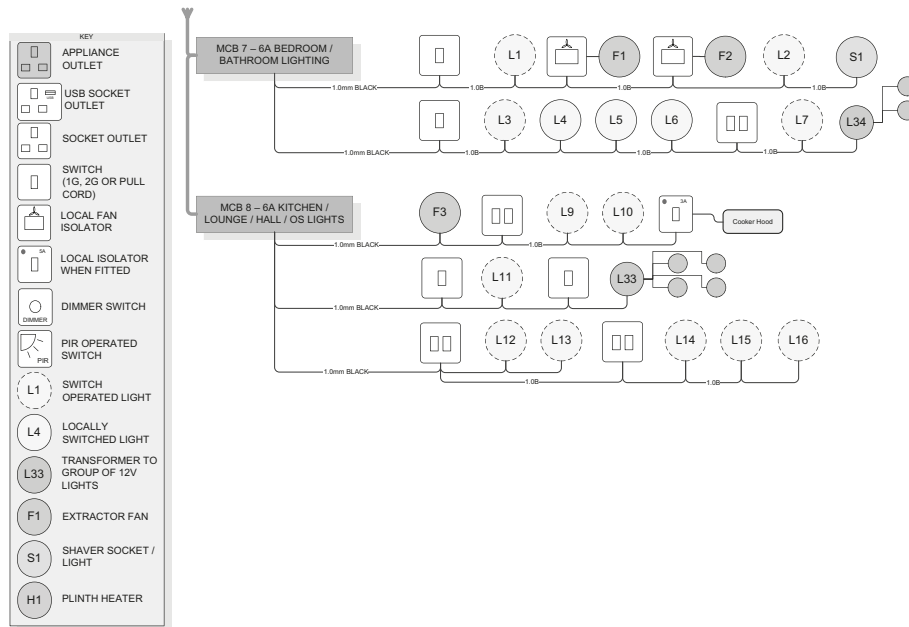 KEY
APPLIANCE
OUTLET
USB SOCKET
OUTLET
SOCKET OUTLET
SWITCH
(1G, 2G OR PULL
CORD)
LOCAL FAN
ISOLATOR
LOCAL ISOLATOR
WHEN FITTED
DIMMER
DIMMER SWITCH
PIR
PIR OPERATED
SWITCH
L1
SWITCH
OPERATED LIGHT
L4
LOCALLY
SWITCHED LIGHT
L33
TRANSFORMER TO
GROUP OF 12V
LIGHTS
F1
EXTRACTOR FAN
S1
SHAVER SOCKET /
LIGHT
H1
PLINTH HEATER
MCB 7 – 6A BEDROOM /
BATHROOM LIGHTING
L1 F1 F2 L2 S1
1.0mm BLACK 1.0B 1.0B 1.0B
L3 L4 L5 L6 L7 L34
1.0mm BLACK 1.0B 1.0B
MCB 8 – 6A KITCHEN /
LOUNGE / HALL / OS LIGHTS
F3 L9 L10 3A Cooker Hood
1.0mm BLACK 1.0B
L11 L33
1.0mm BLACK
L12 L13 L14 L15 L16
1.0mm BLACK
1.0B 1.0B